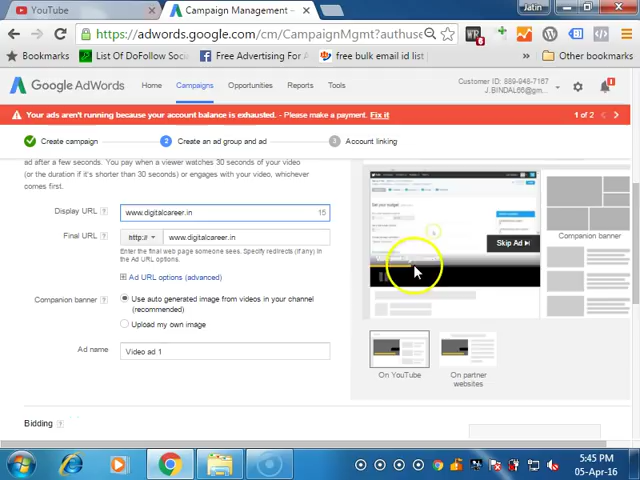 YouTube
Campaign Management -
Jatin
https://adwords.google.com/cm/CampaignMgmt?authuse
Bookmarks
List Of DoFollow Soci
Free Advertising For
free bulk email id list
Other bookmarks
Google AdWords
Home
Campaigns
Opportunities
Reports
Tools
Customer ID: 889-948-7167
J.BINDAL66@gm...
Your ads aren't running because your account balance is exhausted. - Please make a payment. Fix it
1 of 2
Create campaign
2
Create an ad group and ad
3
Account linking
ad after a few seconds. You pay when a viewer watches 30 seconds of your video
(or the duration if it's shorter than 30 seconds) or engages with your video, whichever
comes first.
Display URL ?
www.digitalcareer.in
15
Final URL ?
http://
www.digitalcareer.in
Enter the final web page someone sees. Specify redirects (if any) in
the Ad URL options.
Ad URL options (advanced)
Companion banner ?
Use auto generated image from videos in your channel
(recommended)
Upload my own image
Ad name
Video ad 1
Skip Ad
Companion banner
On YouTube
On partner
websites
Bidding ?
5:45 PM
05-Apr-16